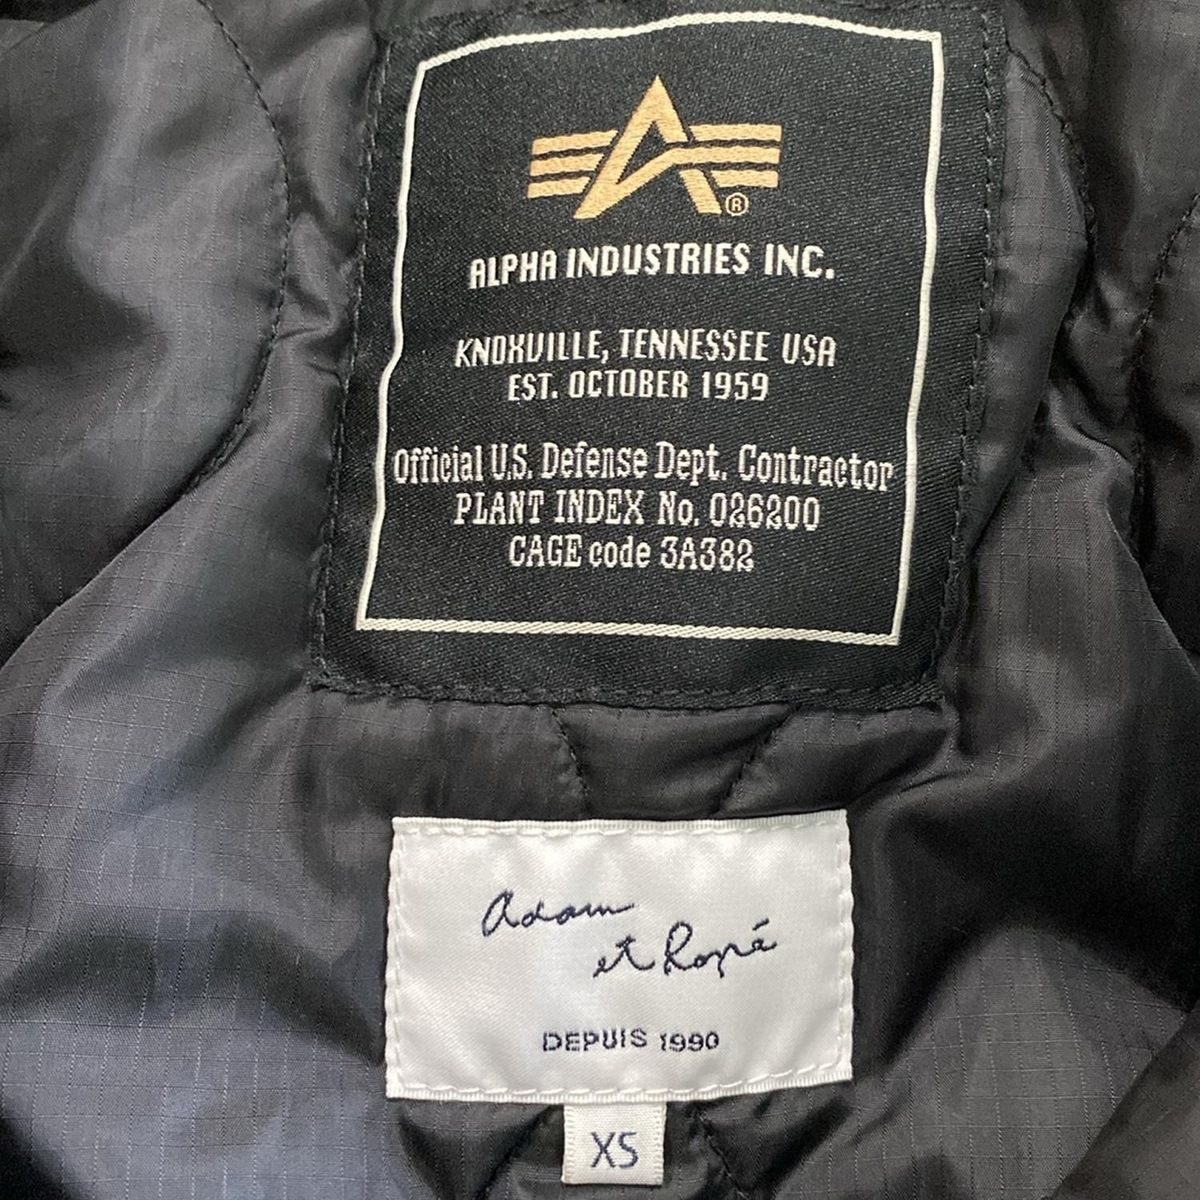 ®
ALPHA INDUSTRIES INC.
KNOXVILLE, TENNESSEE USA
EST. OCTOBER 1959
Official U.S. Defense Dept. Contractor
PLANT INDEX No. 026200
CAGE code 3A382
Adam
et Ropé
DEPUIS 1990
XS